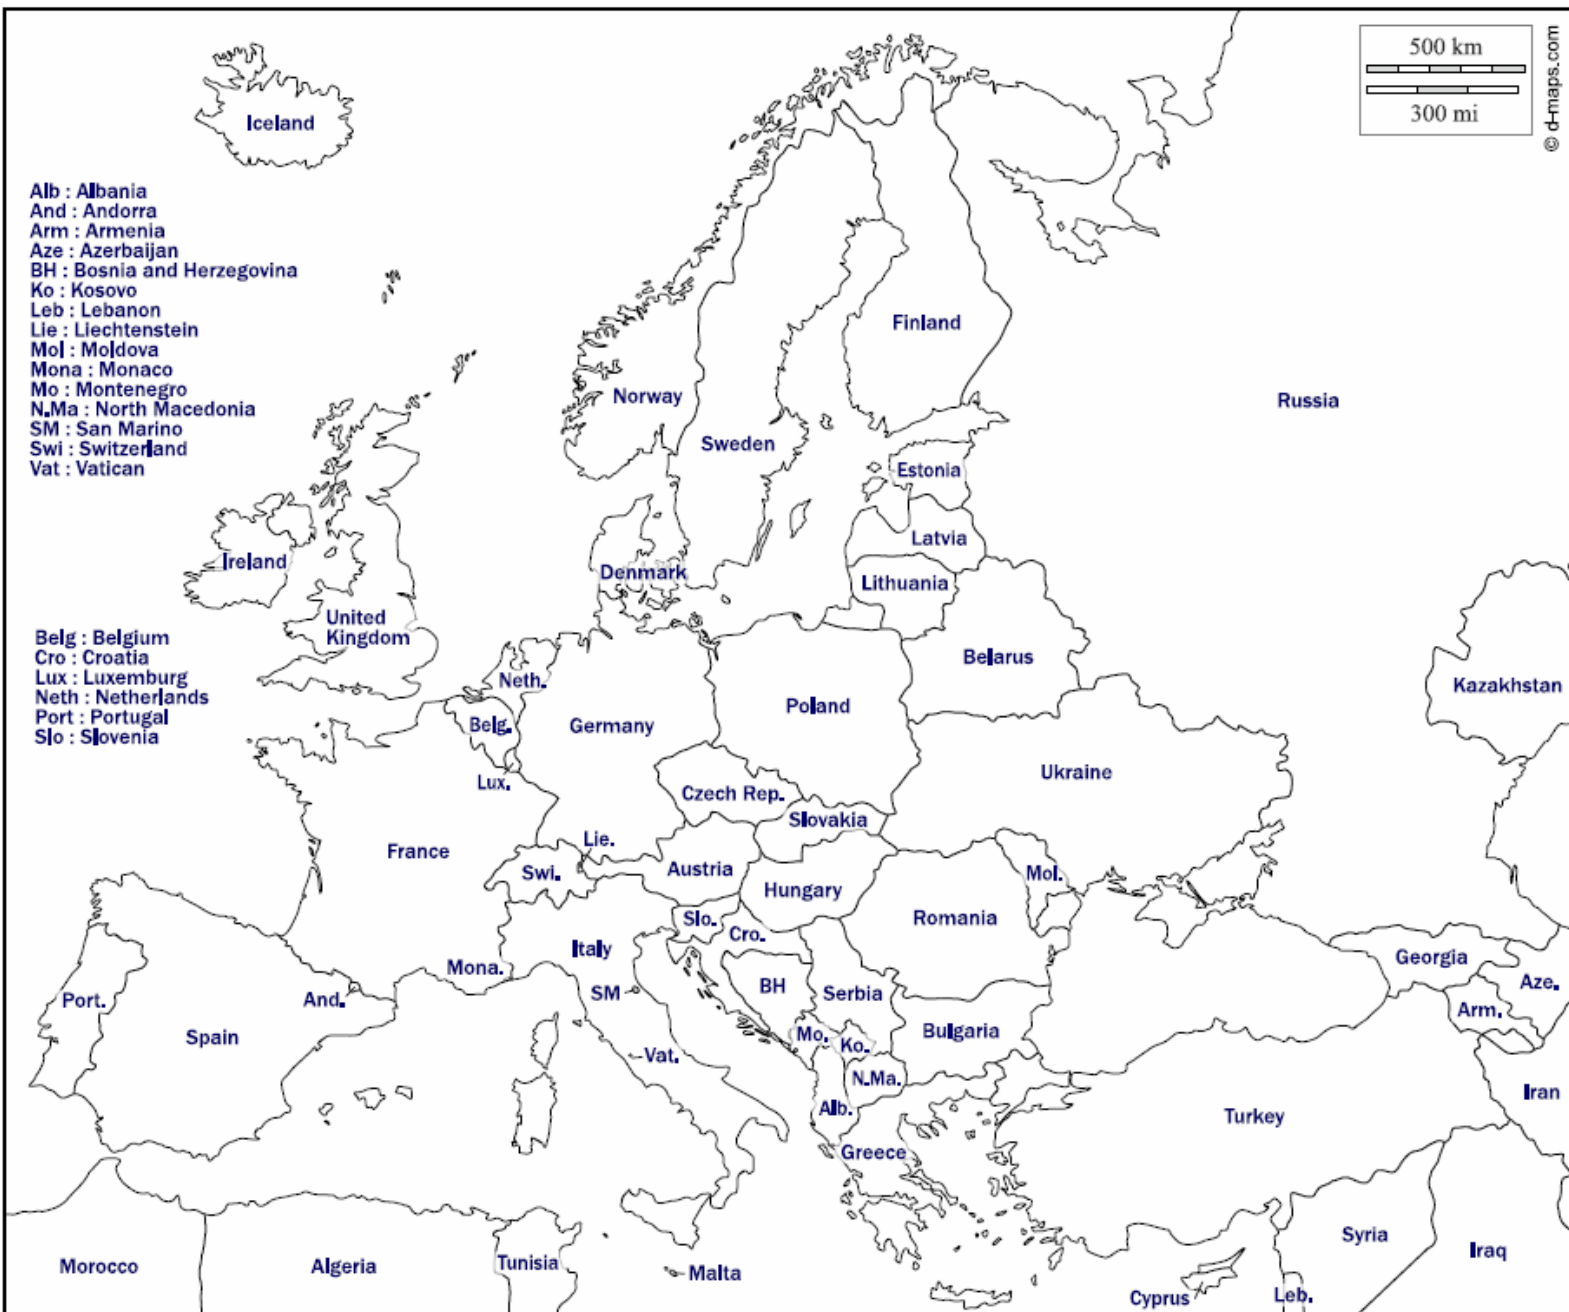 500 km
300 mi
© d-maps.com
Iceland
Alb : Albania
And : Andorra
Arm : Armenia
Aze : Azerbaijan
BH : Bosnia and Herzegovina
Ko : Kosovo
Leb : Lebanon
Lie : Liechtenstein
Mol : Moldova
Mona : Monaco
Mo : Montenegro
N.Ma : North Macedonia
SM : San Marino
Swi : Switzerland
Vat : Vatican
Finland
Norway
Russia
Sweden
Estonia
Latvia
Ireland
Denmark
Lithuania
United
Kingdom
Belg : Belgium
Cro : Croatia
Lux : Luxemburg
Neth : Netherlands
Port : Portugal
Slo : Slovenia
Belarus
Neth.
Kazakhstan
Poland
Belg.
Germany
Ukraine
Lux.
Czech Rep.
Slovakia
Lie.
France
Swi.
Austria
Mol.
Hungary
Slo.
Romania
Cro.
Italy
Georgia
Mona.
Aze.
BH
SM
Serbia
And.
Port.
Arm.
Spain
Mo.
Bulgaria
Ko.
Vat.
N.Ma.
Iran
Alb.
Turkey
Greece
Syria
Iraq
Morocco
Algeria
Tunisia
Malta
Cyprus
Leb.